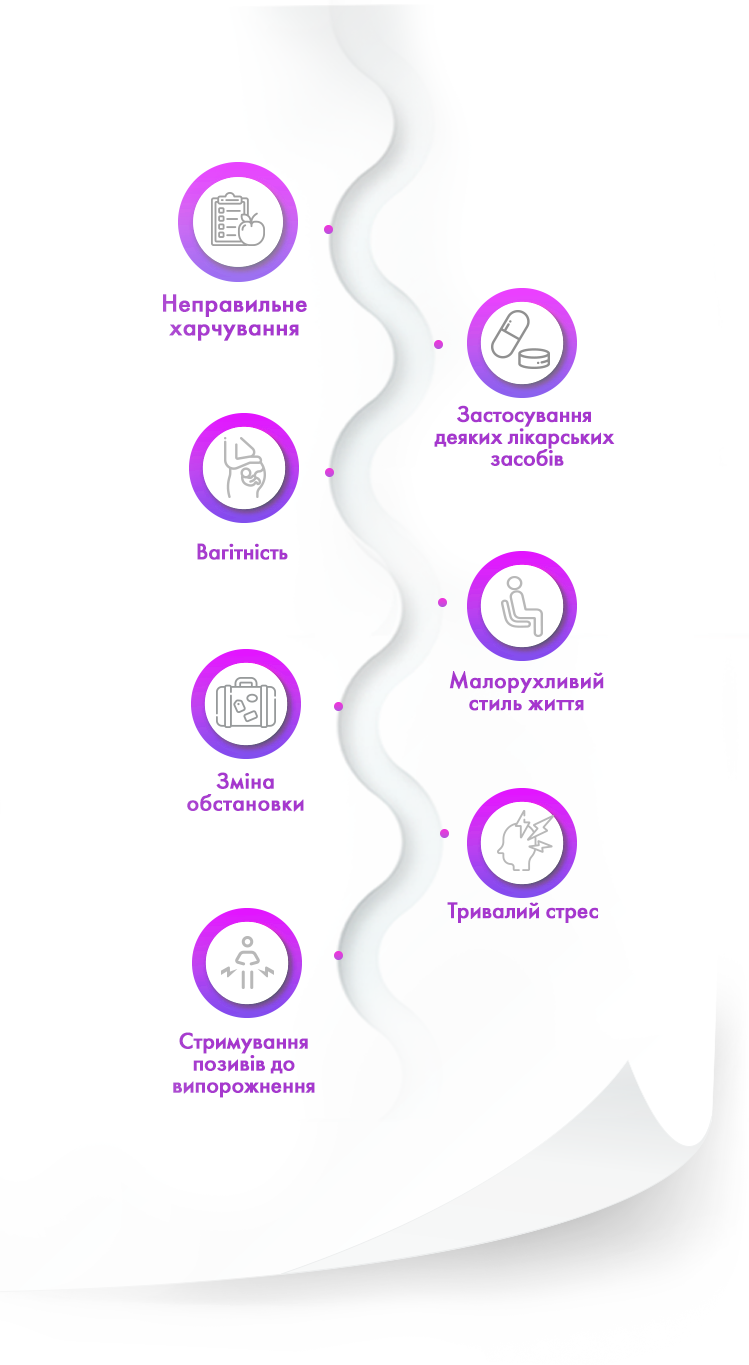 Неправильне
харчування
Застосування
деяких лікарських
засобів
Вагітність
Малорухливий
стиль життя
Зміна
обстановки
Тривалий стрес
Стримування
позивів до
випорожнення